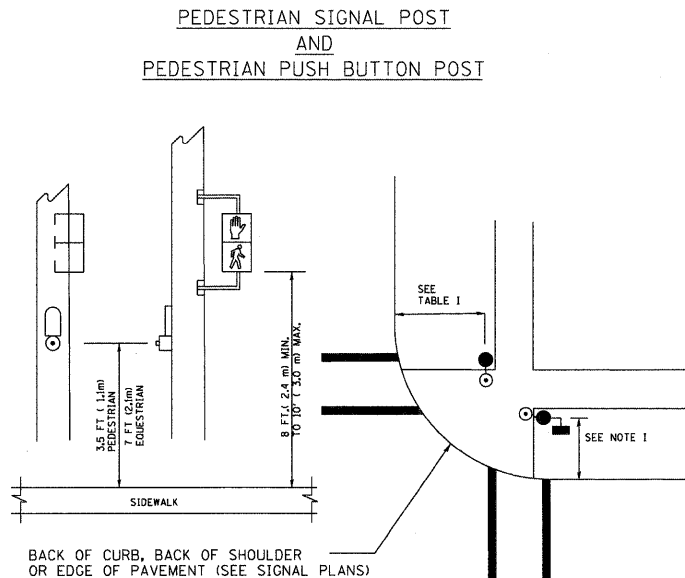 PEDESTRIAN SIGNAL POST
AND
PEDESTRIAN PUSH BUTTON POST
SEE
TABLE I
3.5 FT ( 1.1m)
PEDESTRIAN
7 FT (2.1m)
EQUESTRIAN
8 FT.( 2.4 m) MIN.
TO 10' ( 3.0 m) MAX.
SEE NOTE I
SIDEWALK
BACK OF CURB, BACK OF SHOULDER
OR EDGE OF PAVEMENT (SEE SIGNAL PLANS)